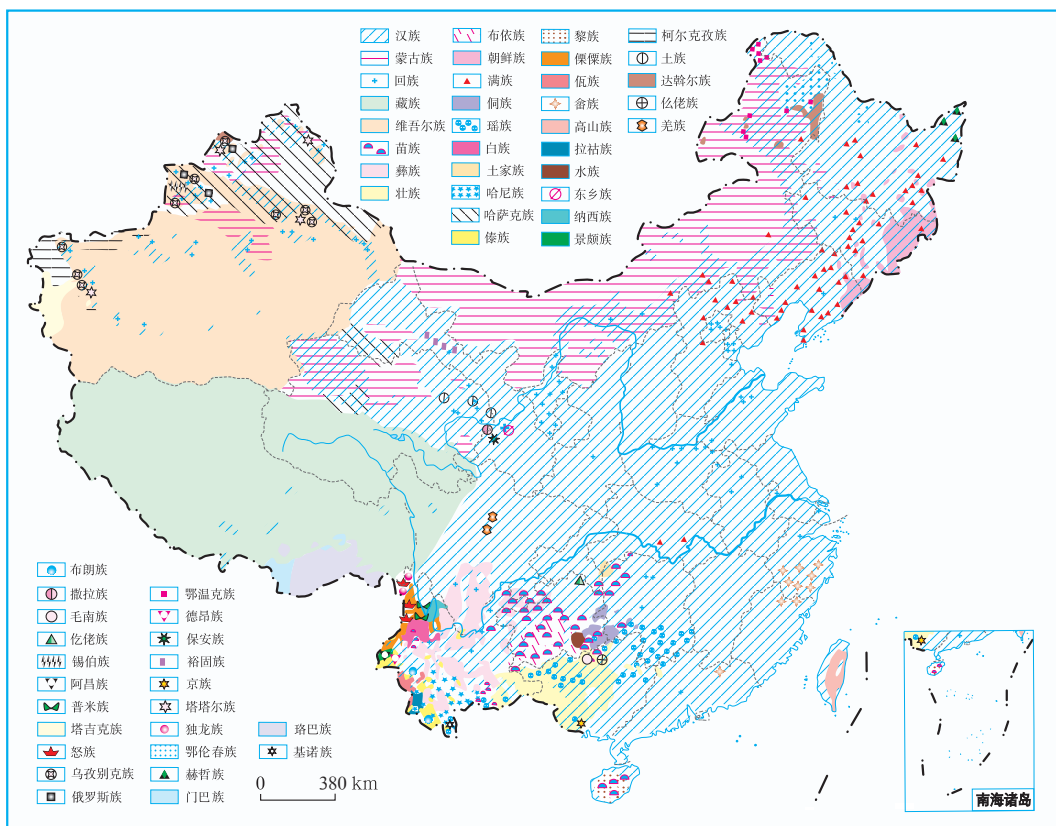 汉族
蒙古族
回族
藏族
维吾尔族
苗族
彝族
壮族
布依族
朝鲜族
满族
侗族
瑶族
白族
土家族
哈尼族
哈萨克族
傣族
黎族
傈僳族
佤族
畲族
高山族
拉祜族
水族
东乡族
纳西族
景颇族
柯尔克孜族
土族
达斡尔族
仫佬族
羌族
布朗族
撒拉族
毛南族
仡佬族
锡伯族
阿昌族
普米族
塔吉克族
怒族
乌孜别克族
俄罗斯族
鄂温克族
德昂族
保安族
裕固族
京族
塔塔尔族
独龙族
鄂伦春族
赫哲族
门巴族
珞巴族
基诺族
0 380 km
南海诸岛